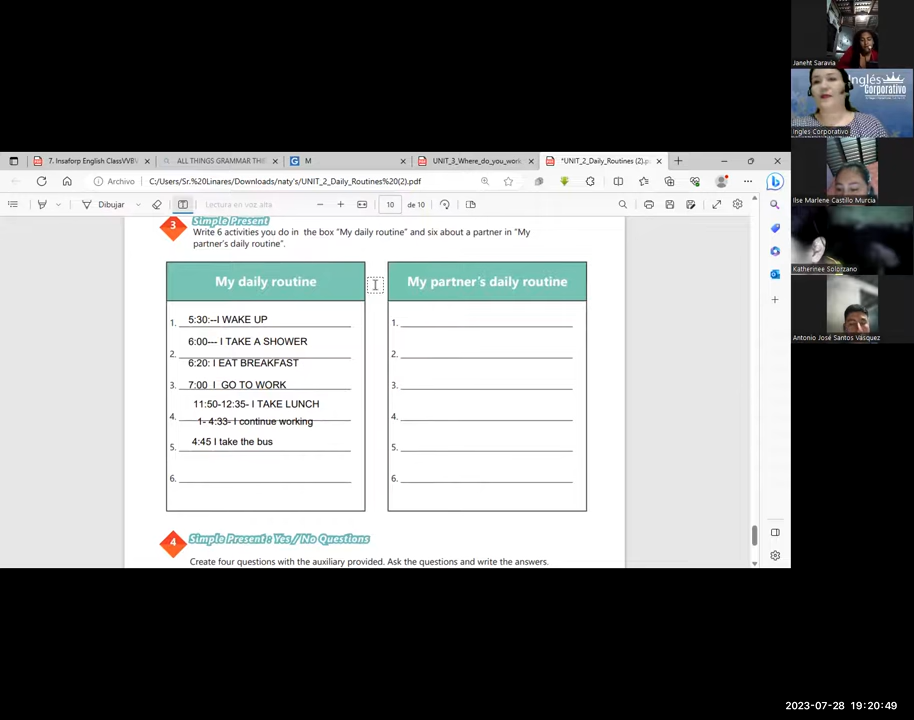 Janeht Saravia
Inglés
Corporativo
Ingles Corporativo
7. Insaforp English ClassVVBV
ALL THINGS GRAMMAR THI
M
UNIT_3_Where_do_you_work
*UNIT_2_Daily_Routines (2).p
Archivo
C:/Users/Sr.%20Linares/Downloads/naty's/UNIT_2_Daily_Routines%20(2).pdf
Dibujar
Lectura en voz alta
10
de 10
Ilse Marlene Castillo Murcia
Katherinee Solorzano
Antonio José Santos Vásquez
3
Simple Present
Write 6 activities you do in the box "My daily routine" and six about a partner in "My
partner's daily routine".
My daily routine
1. 5:30:--I WAKE UP
6:00--- I TAKE A SHOWER
2.
6:20: I EAT BREAKFAST
3. 7:00 I GO TO WORK
11:50-12:35- I TAKE LUNCH
4.
1- 4:33- I continue working
4:45 I take the bus
5.
6.
My partner's daily routine
1.
2.
3.
4.
5.
6.
4
Simple Present : Yes / No Questions
Create four questions with the auxiliary provided. Ask the questions and write the answers.
2023-07-28 19:20:49